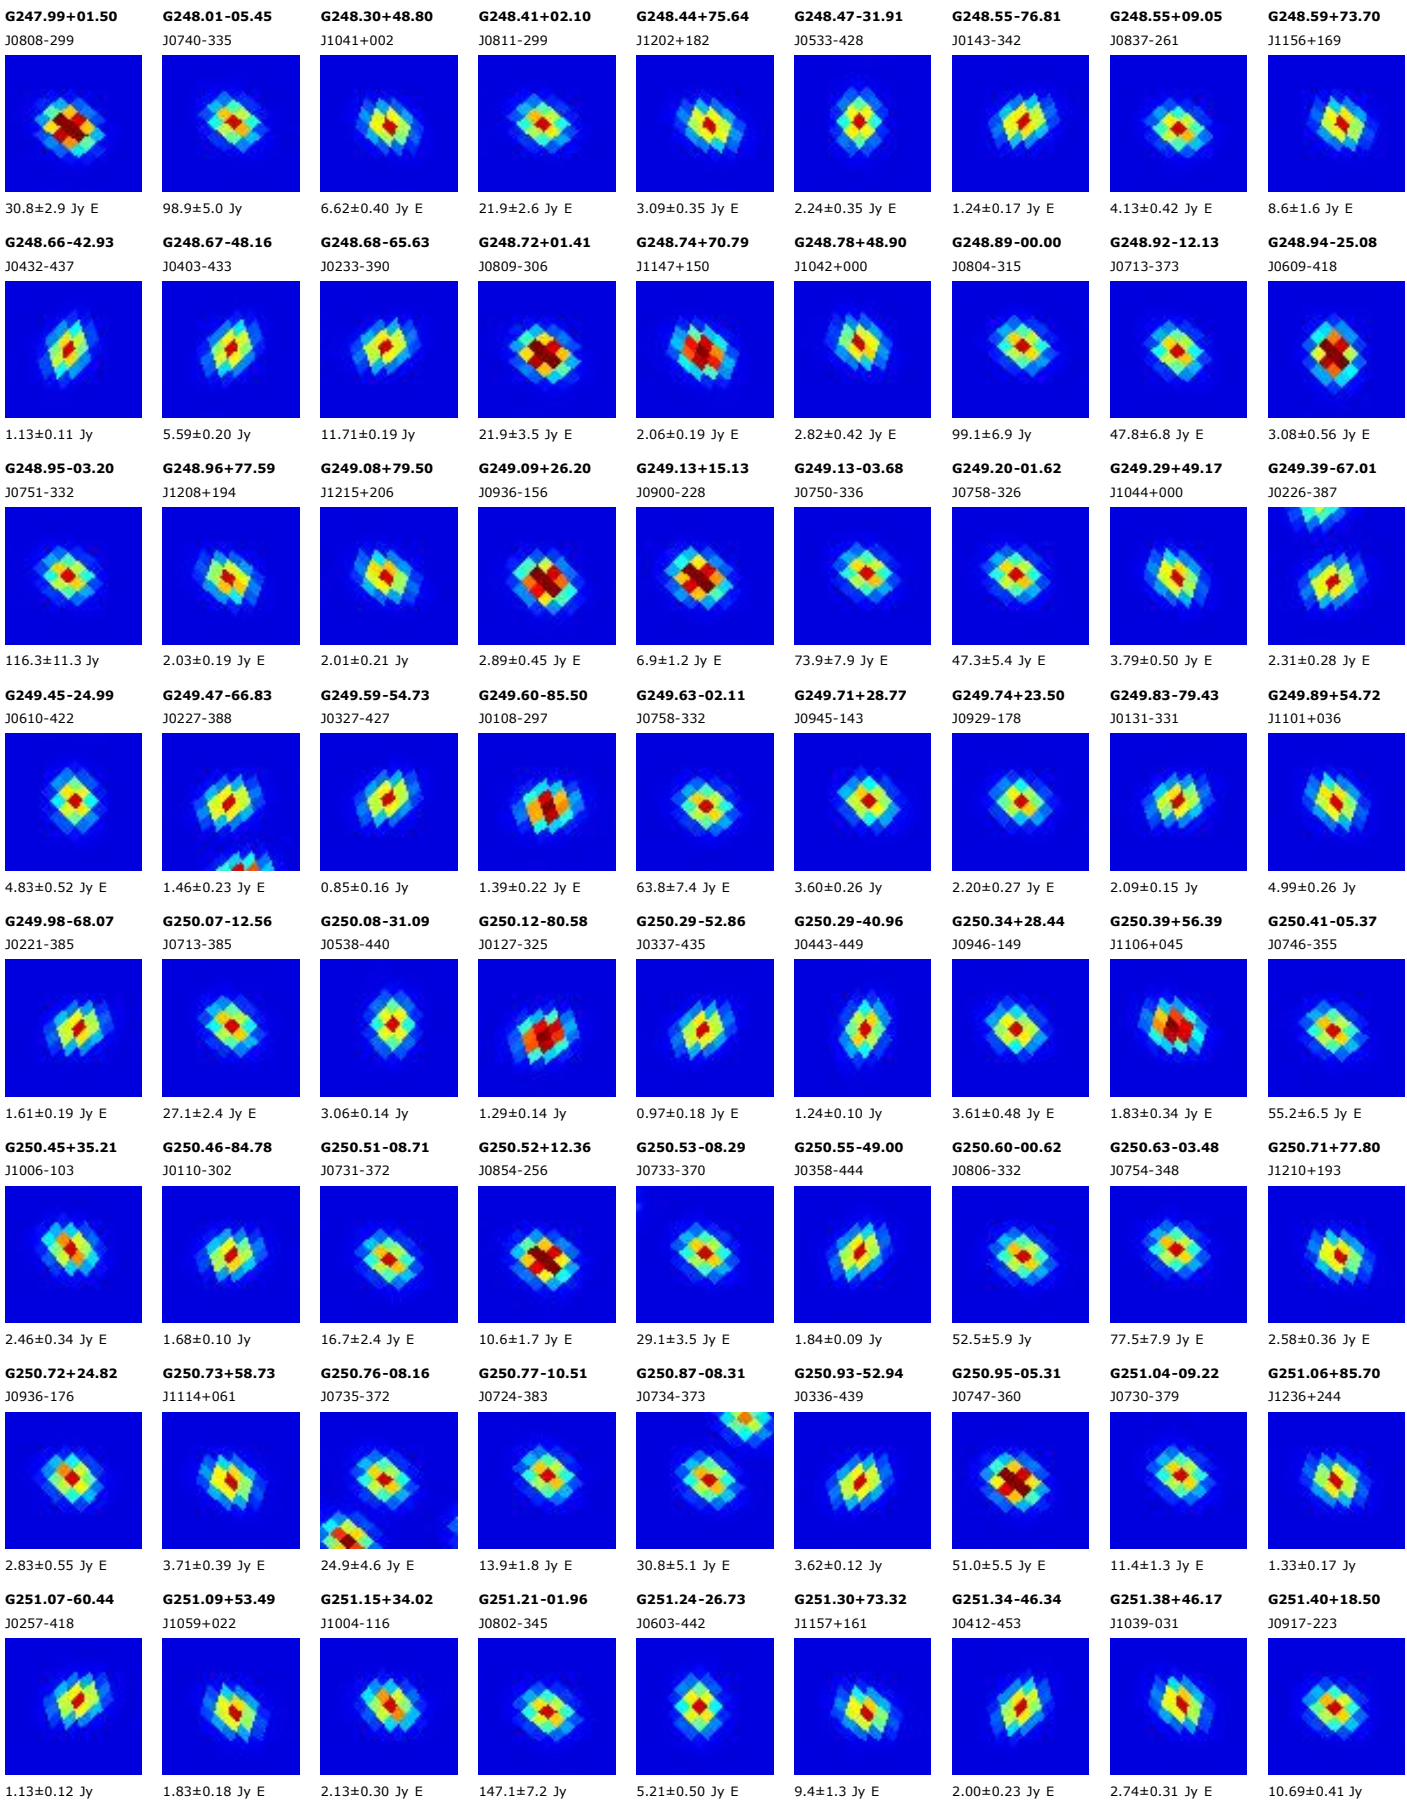 G247.99+01.50 G248.01-05.45 G248.30+48.80 G248.41+02.10 G248.44+75.64 G248.47-31.91 G248.55-76.81 G248.55+09.05 G248.59+73.70
J0808-299 J0740-335 J1041+002 J0811-299 J1202+182 J0533-428 J0143-342 J0837-261 J1156+169
30.8±2.9 Jy E 98.9±5.0 Jy 6.62±0.40 Jy E 21.9±2.6 Jy E 3.09±0.35 Jy E 2.24±0.35 Jy E 1.24±0.17 Jy E 4.13±0.42 Jy E 8.6±1.6 Jy E
G248.66-42.93 G248.67-48.16 G248.68-65.63 G248.72+01.41 G248.74+70.79 G248.78+48.90 G248.89-00.00 G248.92-12.13 G248.94-25.08
J0432-437 J0403-433 J0233-390 J0809-306 J1147+150 J1042+000 J0804-315 J0713-373 J0609-418
1.13±0.11 Jy 5.59±0.20 Jy 11.71±0.19 Jy 21.9±3.5 Jy E 2.06±0.19 Jy E 2.82±0.42 Jy E 99.1±6.9 Jy 47.8±6.8 Jy E 3.08±0.56 Jy E
G248.95-03.20 G248.96+77.59 G249.08+79.50 G249.09+26.20 G249.13+15.13 G249.13-03.68 G249.20-01.62 G249.29+49.17 G249.39-67.01
J0751-332 J1208+194 J1215+206 J0936-156 J0900-228 J0750-336 J0758-326 J1044+000 J0226-387
116.3±11.3 Jy 2.03±0.19 Jy E 2.01±0.21 Jy 2.89±0.45 Jy E 6.9±1.2 Jy E 73.9±7.9 Jy E 47.3±5.4 Jy E 3.79±0.50 Jy E 2.31±0.28 Jy E
G249.45-24.99 G249.47-66.83 G249.59-54.73 G249.60-85.50 G249.63-02.11 G249.71+28.77 G249.74+23.50 G249.83-79.43 G249.89+54.72
J0610-422 J0227-388 J0327-427 J0108-297 J0758-332 J0945-143 J0929-178 J0131-331 J1101+036
4.83±0.52 Jy E 1.46±0.23 Jy E 0.85±0.16 Jy 1.39±0.22 Jy E 63.8±7.4 Jy E 3.60±0.26 Jy 2.20±0.27 Jy E 2.09±0.15 Jy 4.99±0.26 Jy
G249.98-68.07 G250.07-12.56 G250.08-31.09 G250.12-80.58 G250.29-52.86 G250.29-40.96 G250.34+28.44 G250.39+56.39 G250.41-05.37
J0221-385 J0713-385 J0538-440 J0127-325 J0337-435 J0443-449 J0946-149 J1106+045 J0746-355
1.61±0.19 Jy E 27.1±2.4 Jy E 3.06±0.14 Jy 1.29±0.14 Jy 0.97±0.18 Jy E 1.24±0.10 Jy 3.61±0.48 Jy E 1.83±0.34 Jy E 55.2±6.5 Jy E
G250.45+35.21 G250.46-84.78 G250.51-08.71 G250.52+12.36 G250.53-08.29 G250.55-49.00 G250.60-00.62 G250.63-03.48 G250.71+77.80
J1006-103 J0110-302 J0731-372 J0854-256 J0733-370 J0358-444 J0806-332 J0754-348 J1210+193
2.46±0.34 Jy E 1.68±0.10 Jy 16.7±2.4 Jy E 10.6±1.7 Jy E 29.1±3.5 Jy E 1.84±0.09 Jy 52.5±5.9 Jy 77.5±7.9 Jy E 2.58±0.36 Jy E
G250.72+24.82 G250.73+58.73 G250.76-08.16 G250.77-10.51 G250.87-08.31 G250.93-52.94 G250.95-05.31 G251.04-09.22 G251.06+85.70
J0936-176 J1114+061 J0735-372 J0724-383 J0734-373 J0336-439 J0747-360 J0730-379 J1236+244
2.83±0.55 Jy E 3.71±0.39 Jy E 24.9±4.6 Jy E 13.9±1.8 Jy E 30.8±5.1 Jy E 3.62±0.12 Jy 51.0±5.5 Jy E 11.4±1.3 Jy E 1.33±0.17 Jy
G251.07-60.44 G251.09+53.49 G251.15+34.02 G251.21-01.96 G251.24-26.73 G251.30+73.32 G251.34-46.34 G251.38+46.17 G251.40+18.50
J0257-418 J1059+022 J1004-116 J0802-345 J0603-442 J1157+161 J0412-453 J1039-031 J0917-223
1.13±0.12 Jy 1.83±0.18 Jy E 2.13±0.30 Jy E 147.1±7.2 Jy 5.21±0.50 Jy E 9.4±1.3 Jy E 2.00±0.23 Jy E 2.74±0.31 Jy E 10.69±0.41 Jy